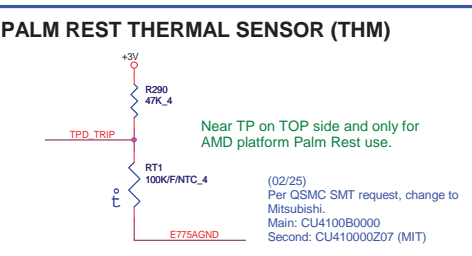 PALM REST THERMAL SENSOR (THM)
+3V
R290
47K_4
TPD_TRIP
Near TP on TOP side and only for
AMD platform Palm Rest use.
RT1
100K/F/NTC_4
t°
(02/25)
Per QSMC SMT request, change to
Mitsubishi.
Main: CU4100B0000
Second: CU410000Z07 (MIT)
E775AGND